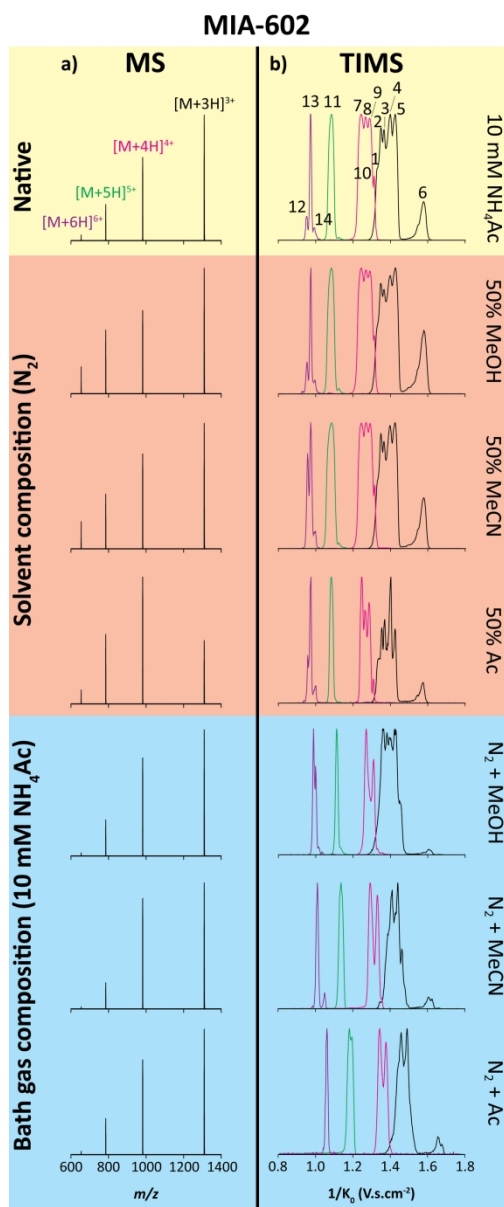 MIA-602
a) MS
b) TIMS
Native
[M+3H]3+
[M+4H]4+
[M+5H]5+
[M+6H]6+
13 11 7 8 9 2 3 4 5
10 1
12 14 6
10 mM NH4Ac
Solvent composition (N2)
50% MeOH
50% MeCN
50% Ac
Bath gas composition (10 mM NH4Ac)
N2 + MeOH
N2 + MeCN
N2 + Ac
600 800 1000 1200 1400
m/z
0.8 1.0 1.2 1.4 1.6 1.8
1/K0 (V.s.cm-2)